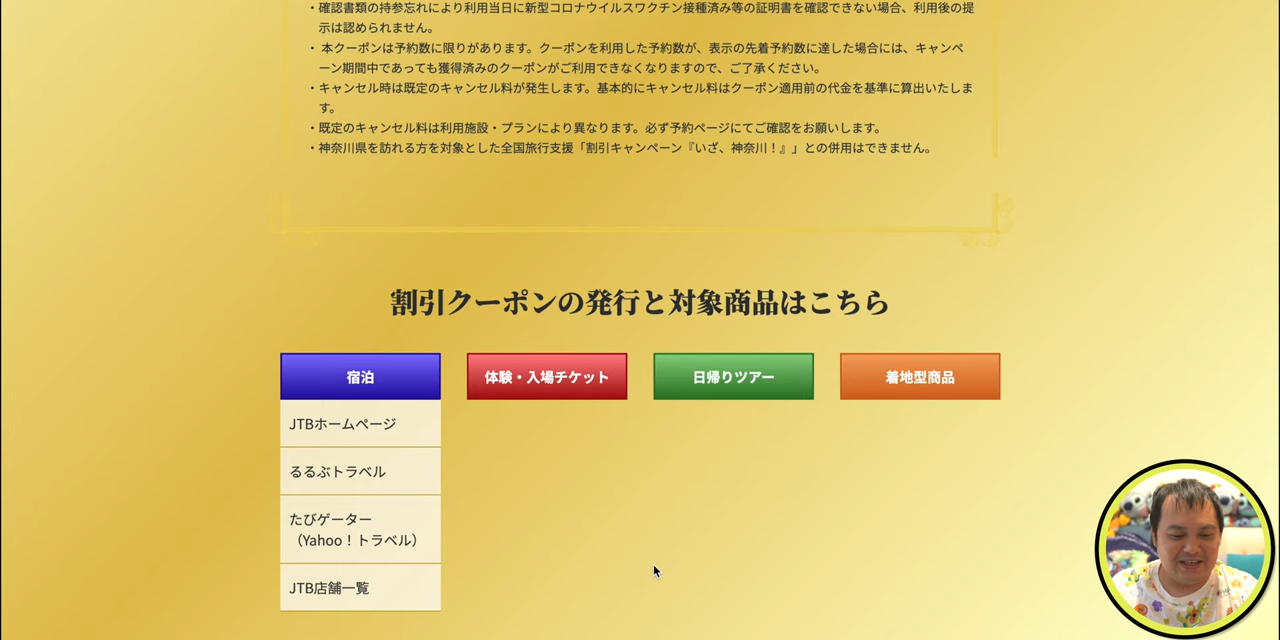 ・確認書類の持参忘れにより利用当日に新型コロナウイルスワクチン接種済み等の証明書を確認できない場合、利用後の提
示は認められません。
・ 本クーポンは予約数に限りがあります。クーポンを利用した予約数が、表示の先着予約数に達した場合には、キャンペ
ーン期間中であっても獲得済みのクーポンがご利用できなくなりますので、ご了承ください。
・キャンセル時は既定のキャンセル料が発生します。基本的にキャンセル料はクーポン適用前の代金を基準に算出いたしま
す。
・既定のキャンセル料は利用施設・プランにより異なります。必ず予約ページにてご確認をお願いします。
・神奈川県を訪れる方を対象とした全国旅行支援「割引キャンペーン『いざ、神奈川！』」との併用はできません。
割引クーポンの発行と対象商品はこちら
宿泊
体験・入場チケット
日帰りツアー
着地型商品
JTBホームページ
るるぶトラベル
たびゲーター
（Yahoo！トラベル）
JTB店舗一覧